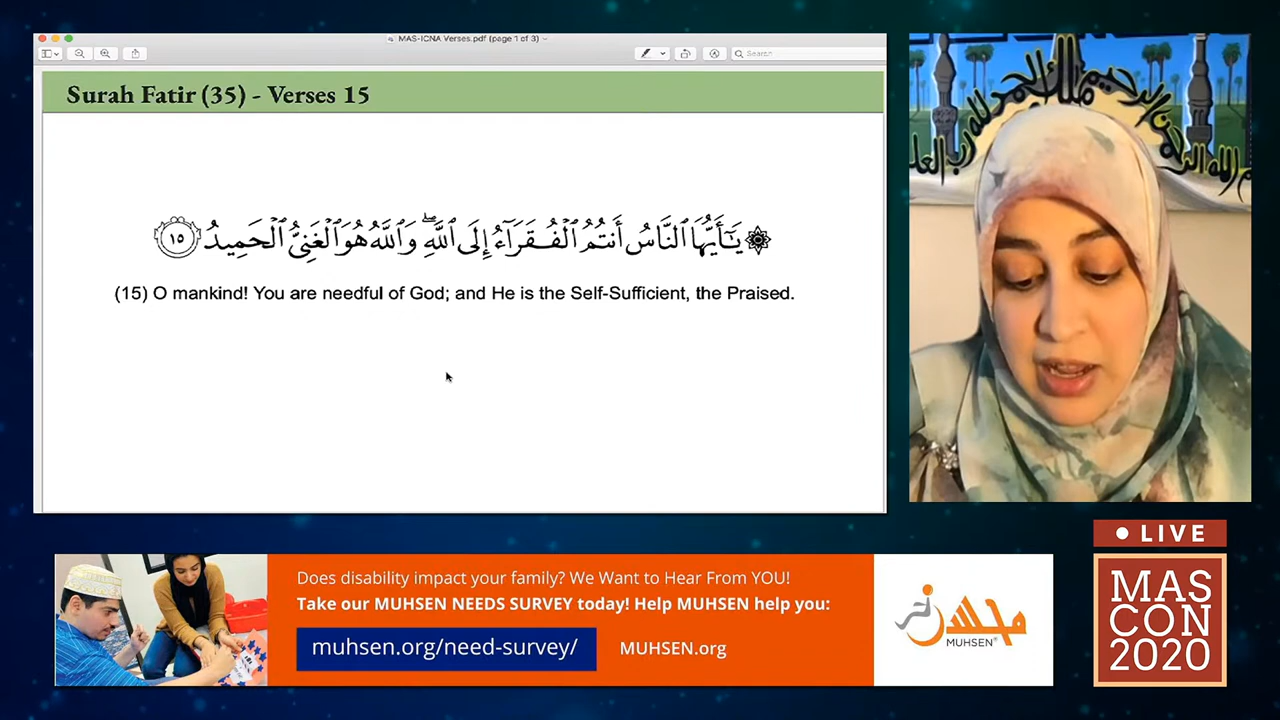 MAS-ICNA Verses.pdf (page 1 of 3)
Search
Surah Fatir (35) - Verses 15
۞ يَـٰٓأَيُّهَا ٱلنَّاسُ أَنتُمُ ٱلْفُقَرَآءُ إِلَى ٱللَّهِ ۖ وَٱللَّهُ هُوَ ٱلْغَنِىُّ ٱلْحَمِيدُ ١٥
(15) O mankind! You are needful of God; and He is the Self-Sufficient, the Praised.
Does disability impact your family? We Want to Hear From YOU!
Take our MUHSEN NEEDS SURVEY today! Help MUHSEN help you:
muhsen.org/need-survey/
MUHSEN.org
محسن
MUHSEN
LIVE
MAS
CON
2020